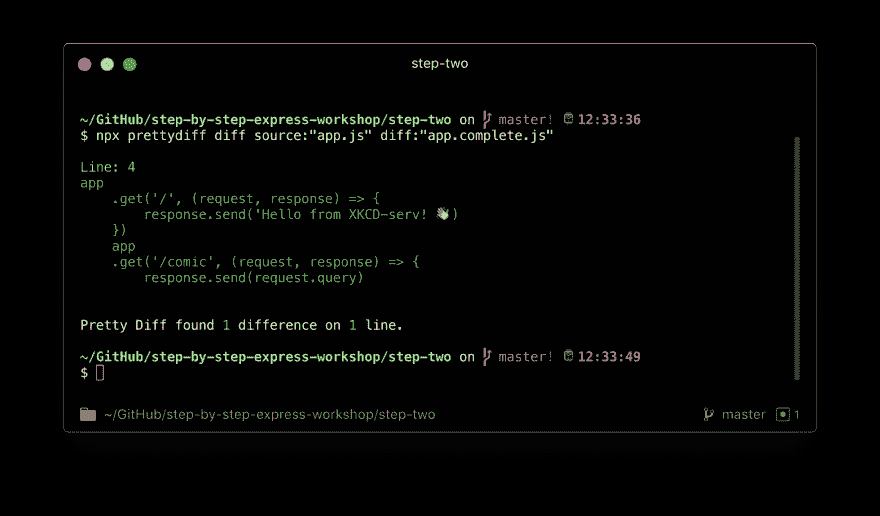 step-two
~/GitHub/step-by-step-express-workshop/step-two on master! 12:33:36
$ npx prettydiff diff source:"app.js" diff:"app.complete.js"
Line: 4
app
.get('/', (request, response) => {
response.send('Hello from XKCD-serv! 👋')
})
app
.get('/comic', (request, response) => {
response.send(request.query)
Pretty Diff found 1 difference on 1 line.
~/GitHub/step-by-step-express-workshop/step-two on master! 12:33:49
$
~/GitHub/step-by-step-express-workshop/step-two master 1